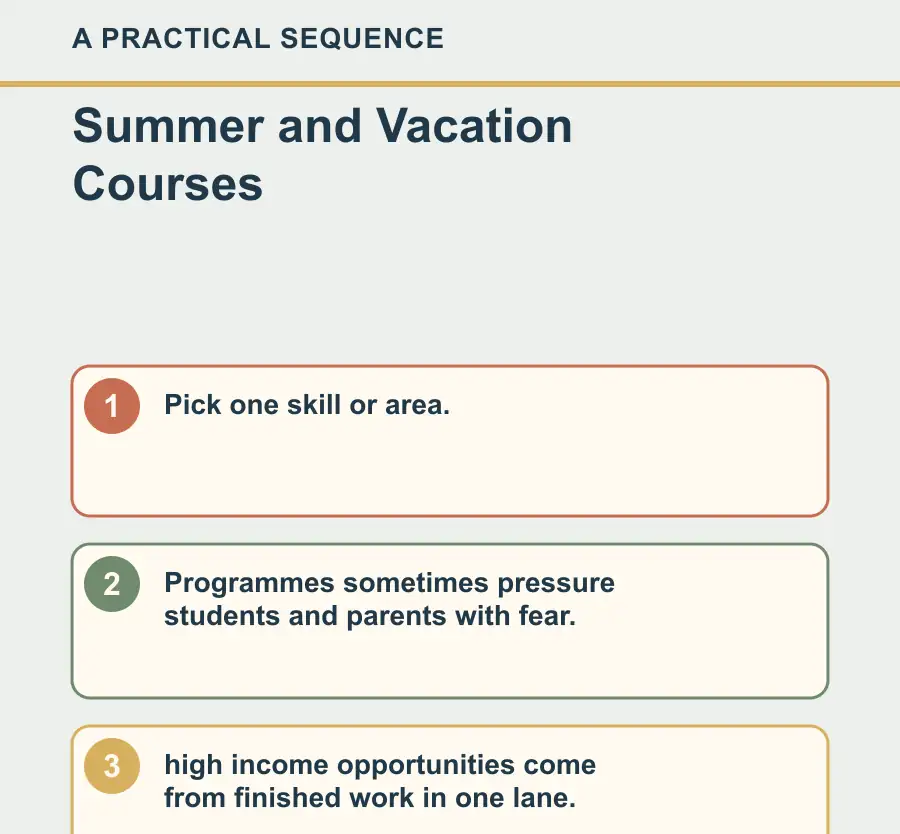 A PRACTICAL SEQUENCE
Summer and Vacation
Courses
1
Pick one skill or area.
2
Programmes sometimes pressure
students and parents with fear.
3
high income opportunities come
from finished work in one lane.